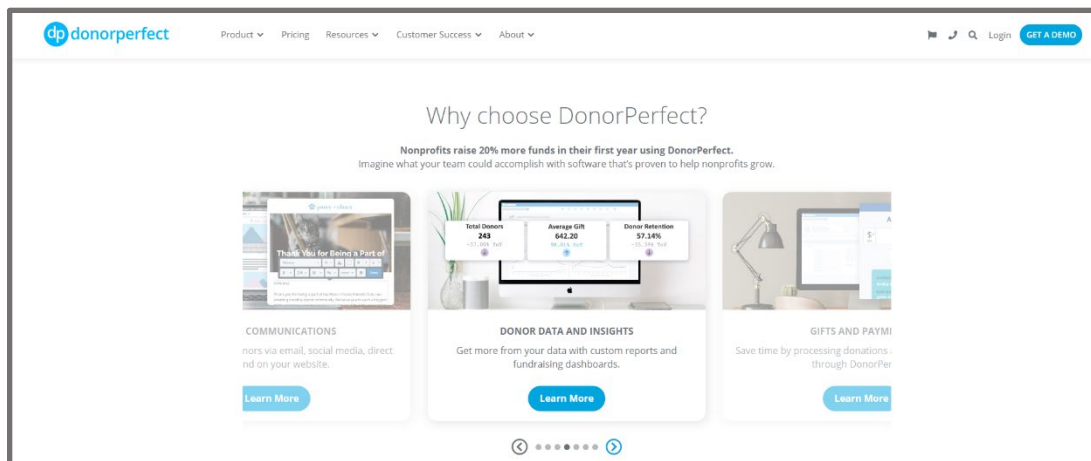 dp donorperfect
Product Pricing Resources Customer Success About
Login GET A DEMO
Why choose DonorPerfect?
Nonprofits raise 20% more funds in their first year using DonorPerfect.
Imagine what your team could accomplish with software that's proven to help nonprofits grow.
Thank You for Being a Part of
COMMUNICATIONS
nors via email, social media, direct
nd on your website.
Learn More
Total Donors
243
Average Gift
642.20
Donor Retention
57.14%
DONOR DATA AND INSIGHTS
Get more from your data with custom reports and
fundraising dashboards.
Learn More
GIFTS AND PAYM
Save time by processing donations
through DonorPer
Learn More